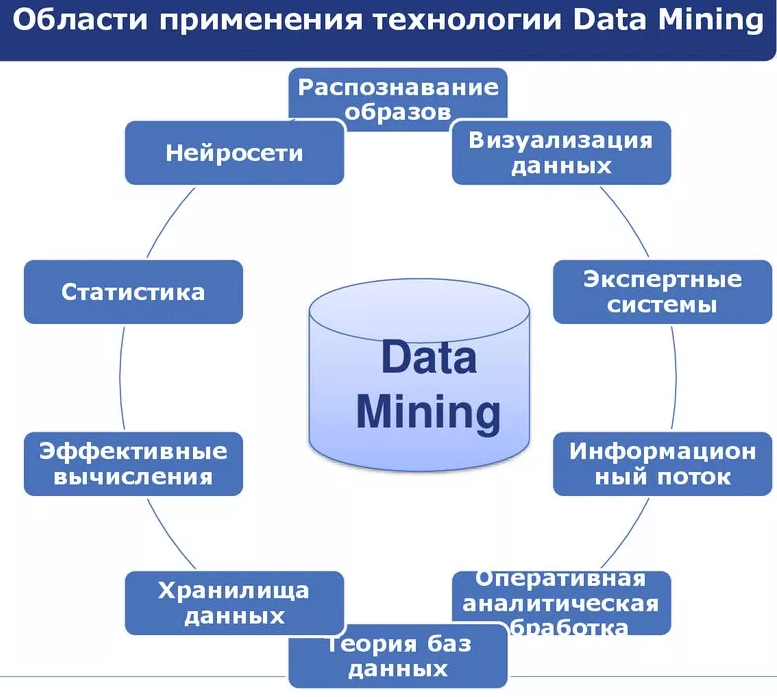 Области применения технологии Data Mining
Распознавание
образов
Визуализация
данных
Экспертные
системы
Информацион
ный поток
Оперативная
аналитическая
обработка
Теория баз
данных
Хранилища
данных
Эффективные
вычисления
Статистика
Нейросети
Data
Mining